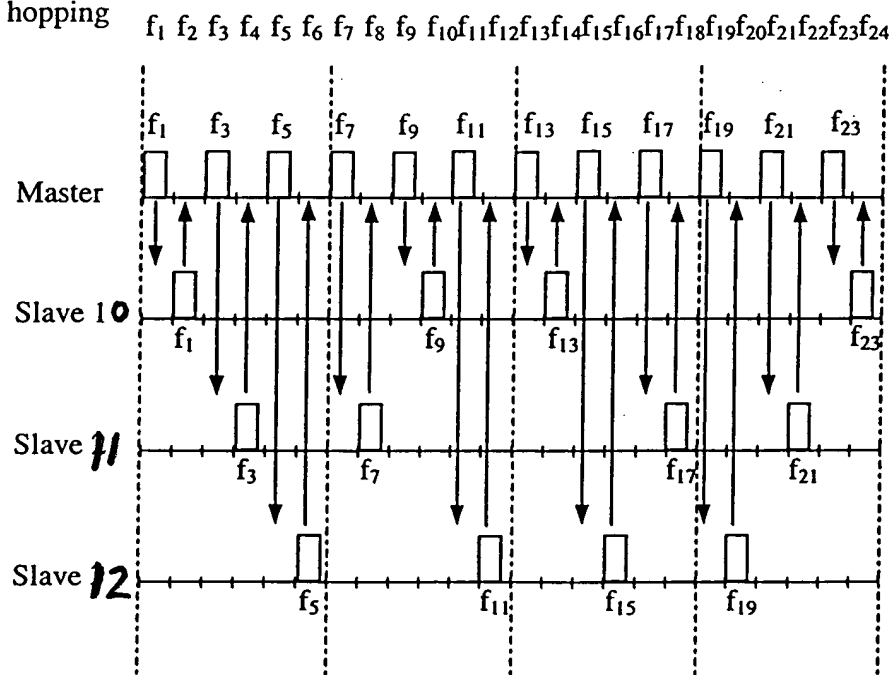 hopping
f₁ f₂ f₃ f₄ f₅ f₆ f₇ f₈ f₉ f₁₀ f₁₁ f₁₂ f₁₃ f₁₄ f₁₅ f₁₆ f₁₇ f₁₈ f₁₉ f₂₀ f₂₁ f₂₂ f₂₃ f₂₄
f₁ f₃ f₅ f₇ f₉ f₁₁ f₁₃ f₁₅ f₁₇ f₁₉ f₂₁ f₂₃
Master
Slave 10
f₁ f₉ f₁₃ f₂₃
Slave 11
f₃ f₇ f₁₇ f₂₁
Slave 12
f₅ f₁₁ f₁₅ f₁₉